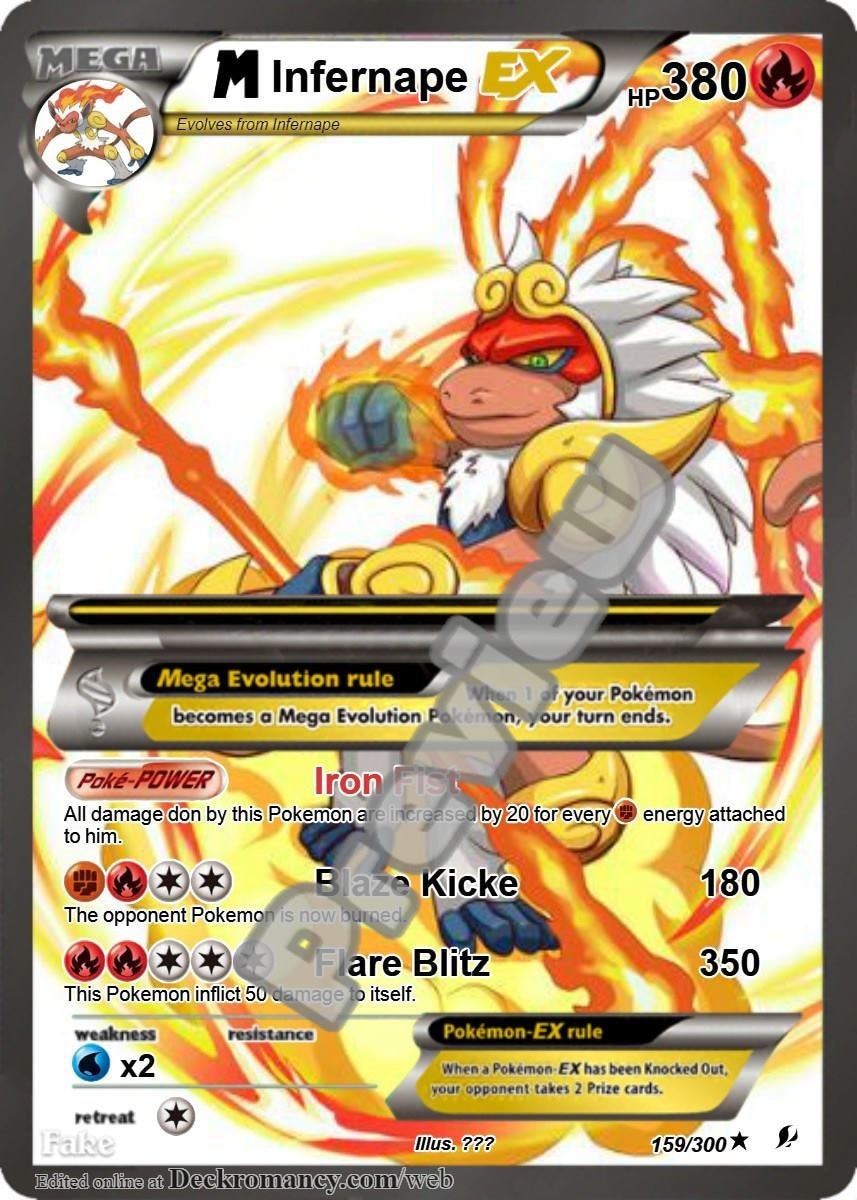 MEGA
M Infernape EX
HP380
Evolves from Infernape
Mega Evolution rule
When 1 of your Pokémon
becomes a Mega Evolution Pokémon, your turn ends.
Poké-POWER Iron Fist
All damage don by this Pokemon are increased by 20 for every energy attached
to him.
Blaze Kicke 180
The opponent Pokemon is now burned.
Flare Blitz 350
This Pokemon inflict 50 damage to itself.
weakness resistance
x2
Pokémon-EX rule
When a Pokémon-EX has been Knocked Out,
your opponent takes 2 Prize cards.
retreat
Fake
Illus. ???
159/300★
Edited online at Deckromancy.com/web
Preview